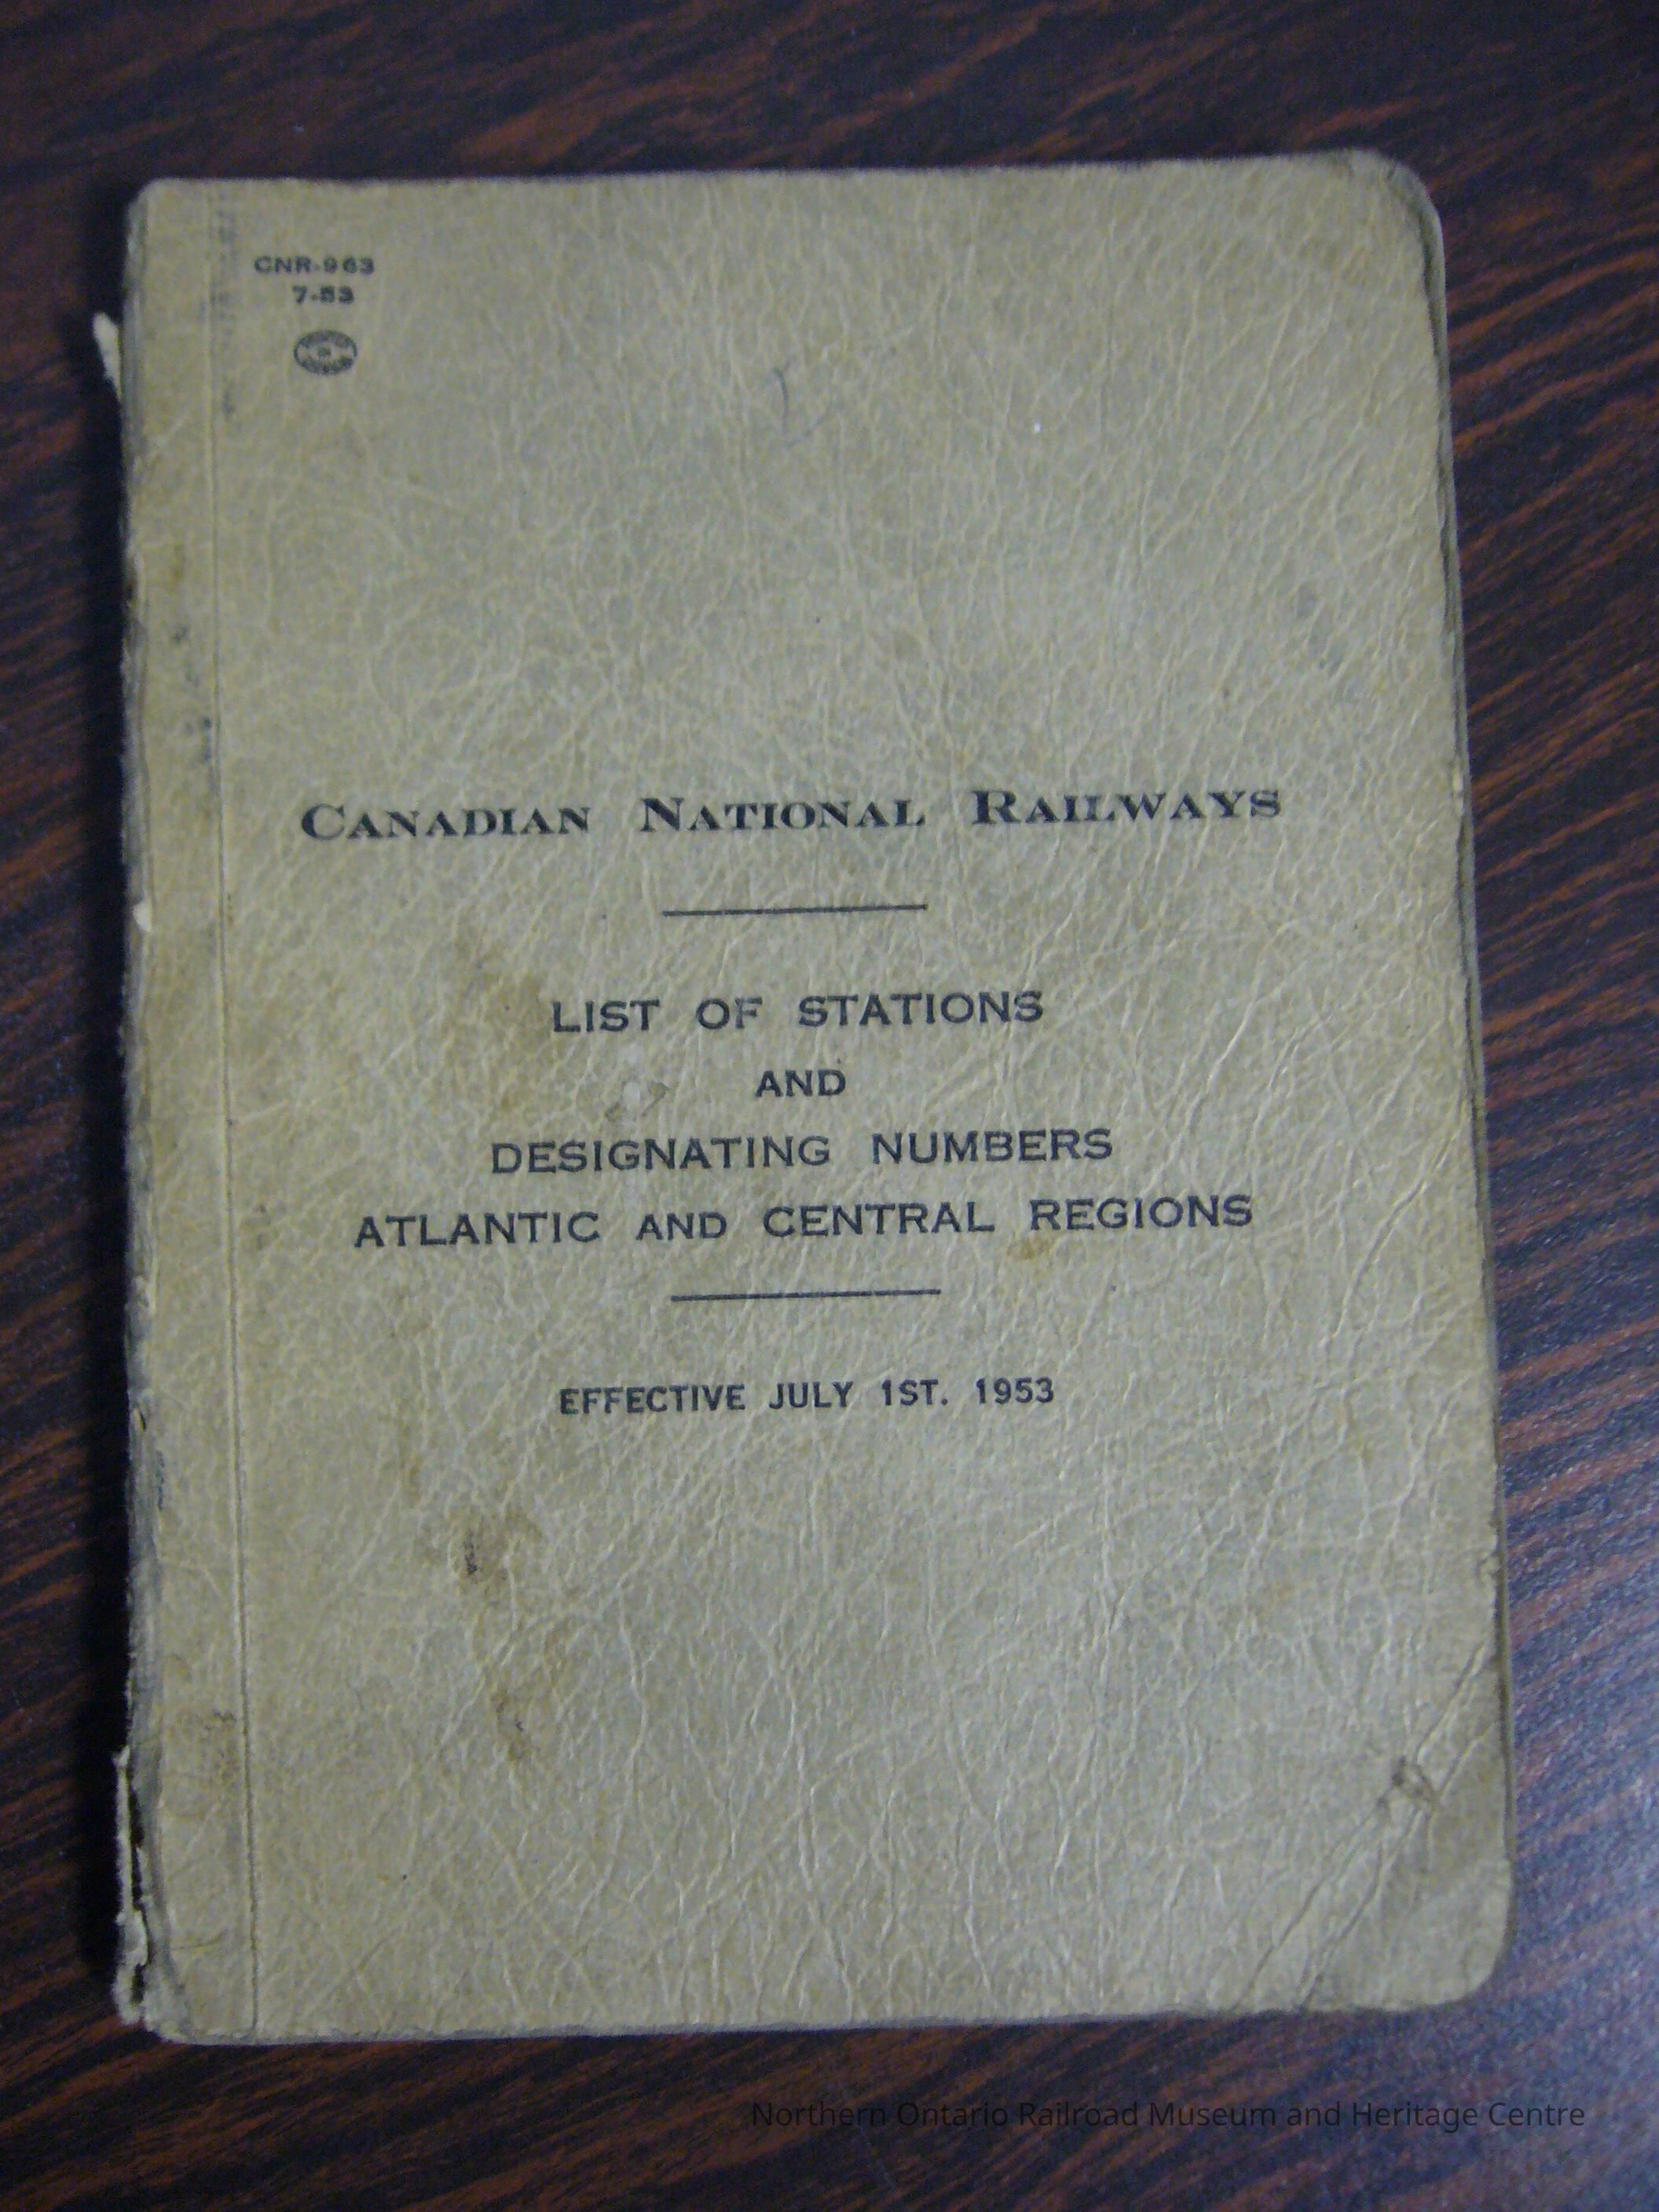 CNR-963
7-53
CANADIAN NATIONAL RAILWAYS
LIST OF STATIONS
AND
DESIGNATING NUMBERS
ATLANTIC AND CENTRAL REGIONS
EFFECTIVE JULY 1ST. 1953
Northern Ontario Railroad Museum and Heritage Centre